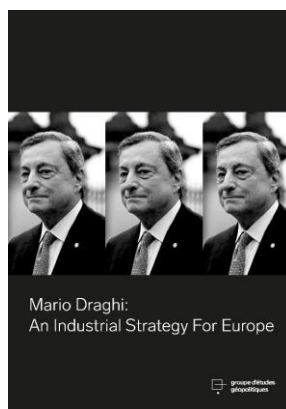 Mario Draghi:
An Industrial Strategy For Europe
groupe d'études
géopolitiques